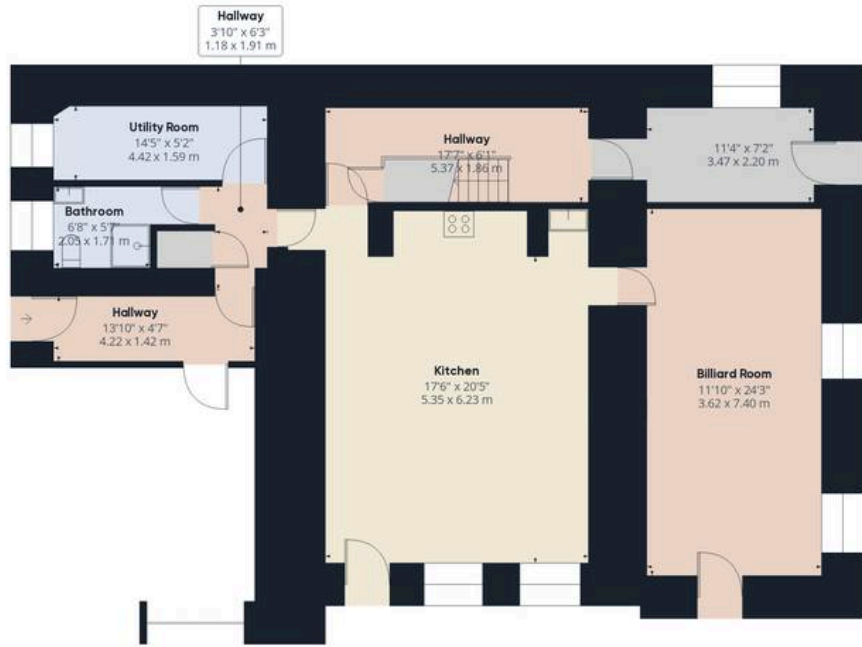 Hallway
3'10" x 6'3"
1.18 x 1.91 m
Utility Room
14'5" x 5'2"
4.42 x 1.59 m
Hallway
17'7" x 6'1"
5.37 x 1.86 m
11'4" x 7'2"
3.47 x 2.20 m
Bathroom
6'8" x 5'7"
2.05 x 1.71 m
Hallway
13'10" x 4'7"
4.22 x 1.42 m
Kitchen
17'6" x 20'5"
5.35 x 6.23 m
Billiard Room
11'10" x 24'3"
3.62 x 7.40 m